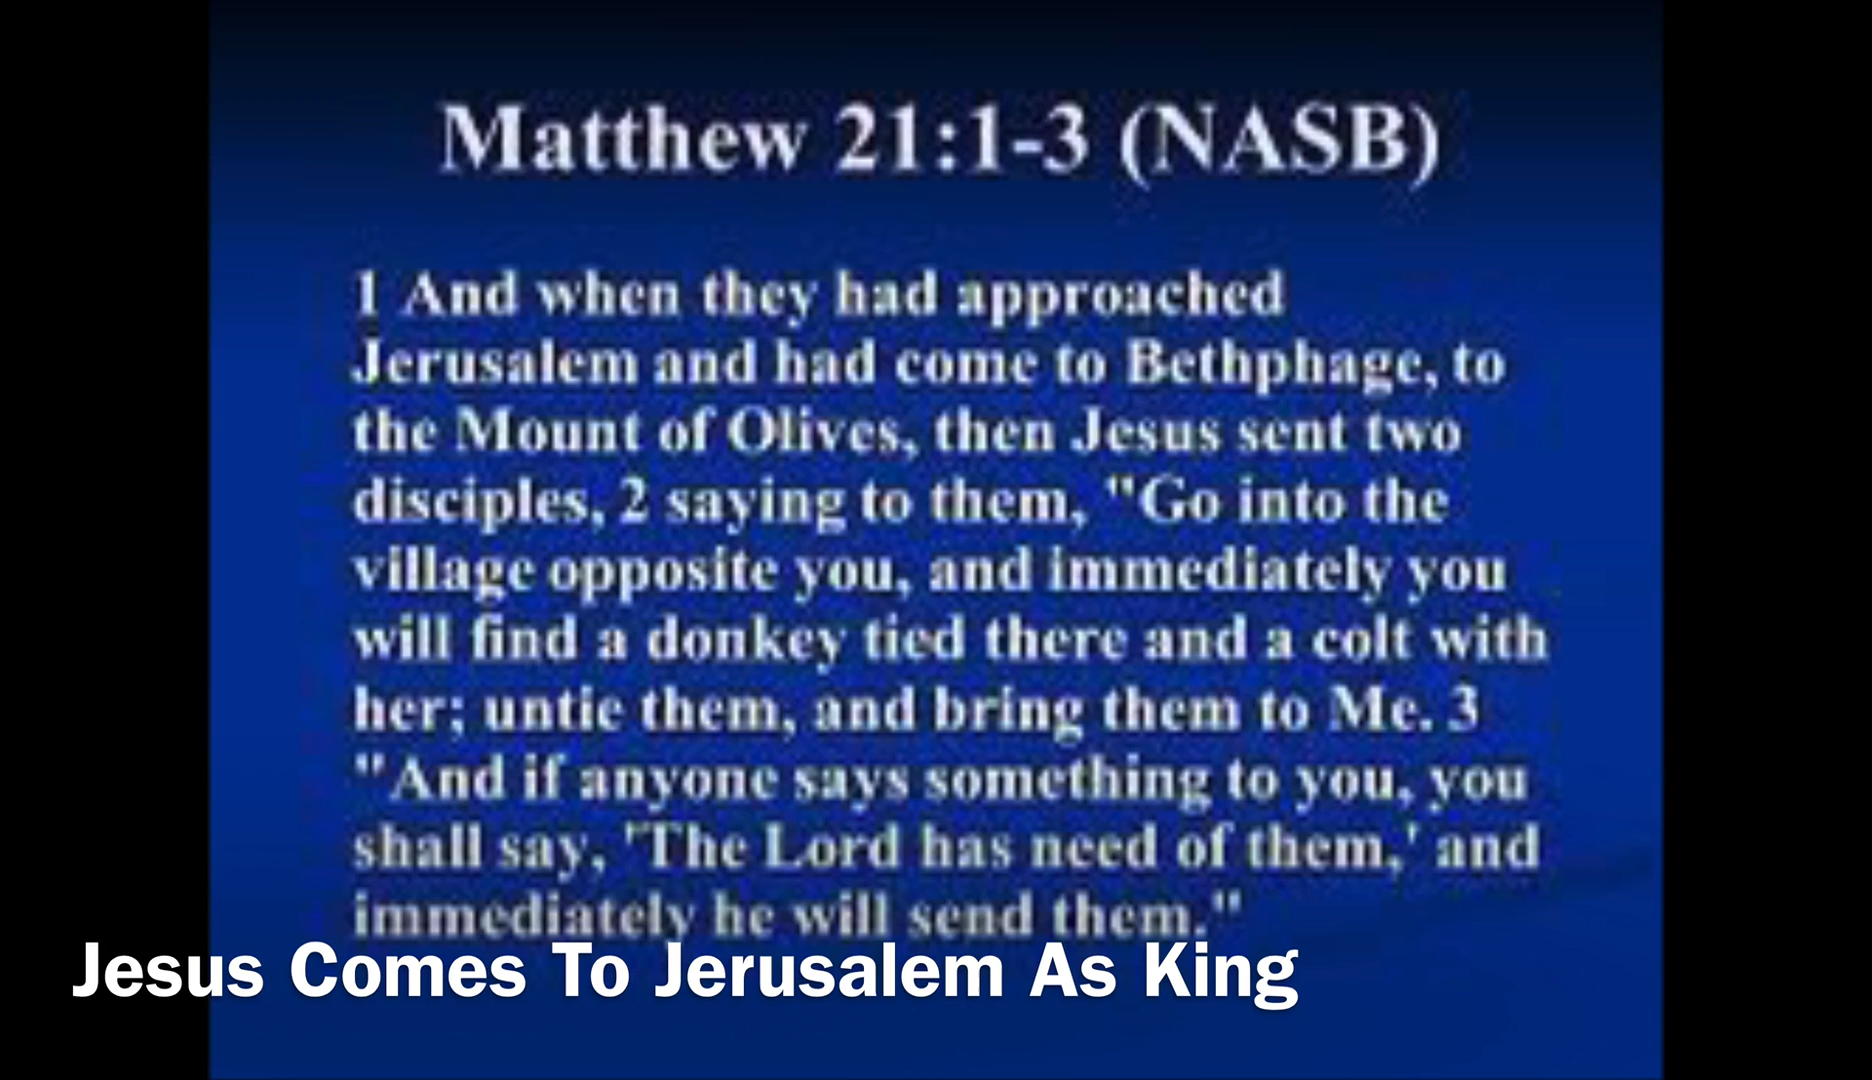 Matthew 21:1-3 (NASB)
1 And when they had approached
Jerusalem and had come to Bethphage, to
the Mount of Olives, then Jesus sent two
disciples, 2 saying to them, "Go into the
village opposite you, and immediately you
will find a donkey tied there and a colt with
her; untie them, and bring them to Me. 3
"And if anyone says something to you, you
shall say, 'The Lord has need of them,' and
immediately he will send them."
Jesus Comes To Jerusalem As King